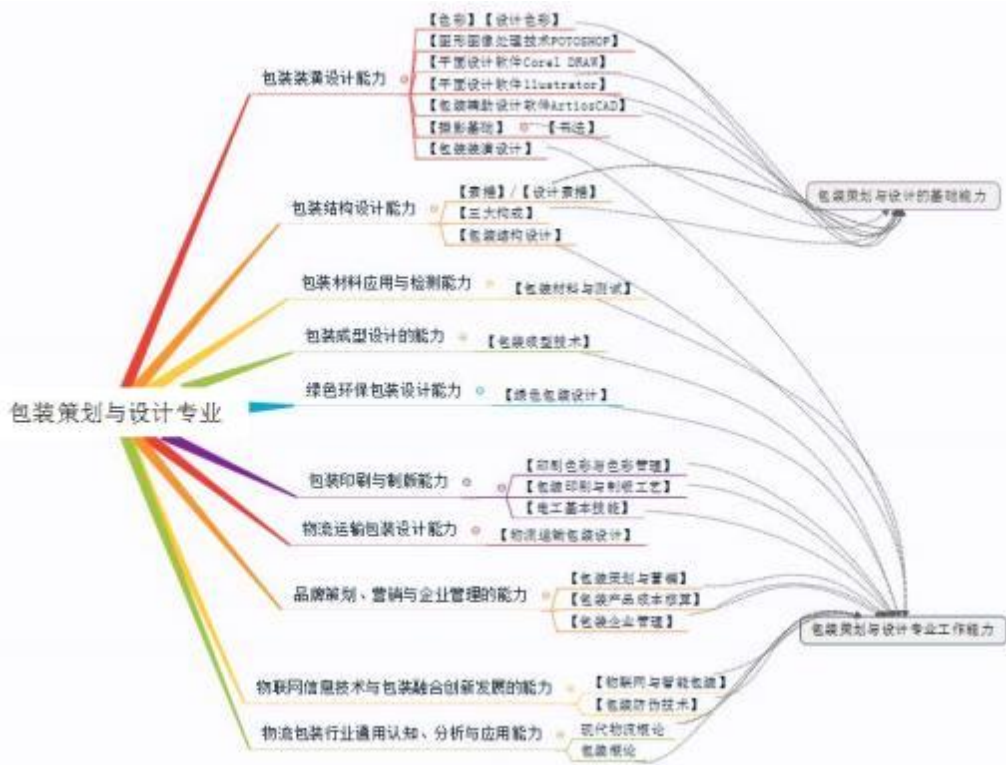 包装策划与设计专业
包装装潢设计能力
【色彩】【设计色彩】
【图形图像处理技术POTOSHOP】
【平面设计软件Corel DRAW】
【平面设计软件llustrator】
【包装辅助设计软件ArtiosCAD】
【摄影基础】 【书法】
【包装装潢设计】
包装结构设计能力
【素描】/【设计素描】
【三大构成】
【包装结构设计】
包装材料应用与检测能力
【包装材料与测试】
包装成型设计的能力
【包装成型技术】
绿色环保包装设计能力
【绿色包装设计】
包装印刷与制版能力
【印刷色彩与色彩管理】
【包装印刷与制版工艺】
【电工基本技能】
物流运输包装设计能力
【物流运输包装设计】
品牌策划、营销与企业管理的能力
【包装策划与营销】
【包装产品成本核算】
【包装企业管理】
物联网信息技术与包装融合创新发展的能力
【物联网与智能包装】
【包装防伪技术】
物流包装行业通用认知、分析与应用能力
现代物流概论
包装概论
包装策划与设计的基础能力
包装策划与设计专业工作能力